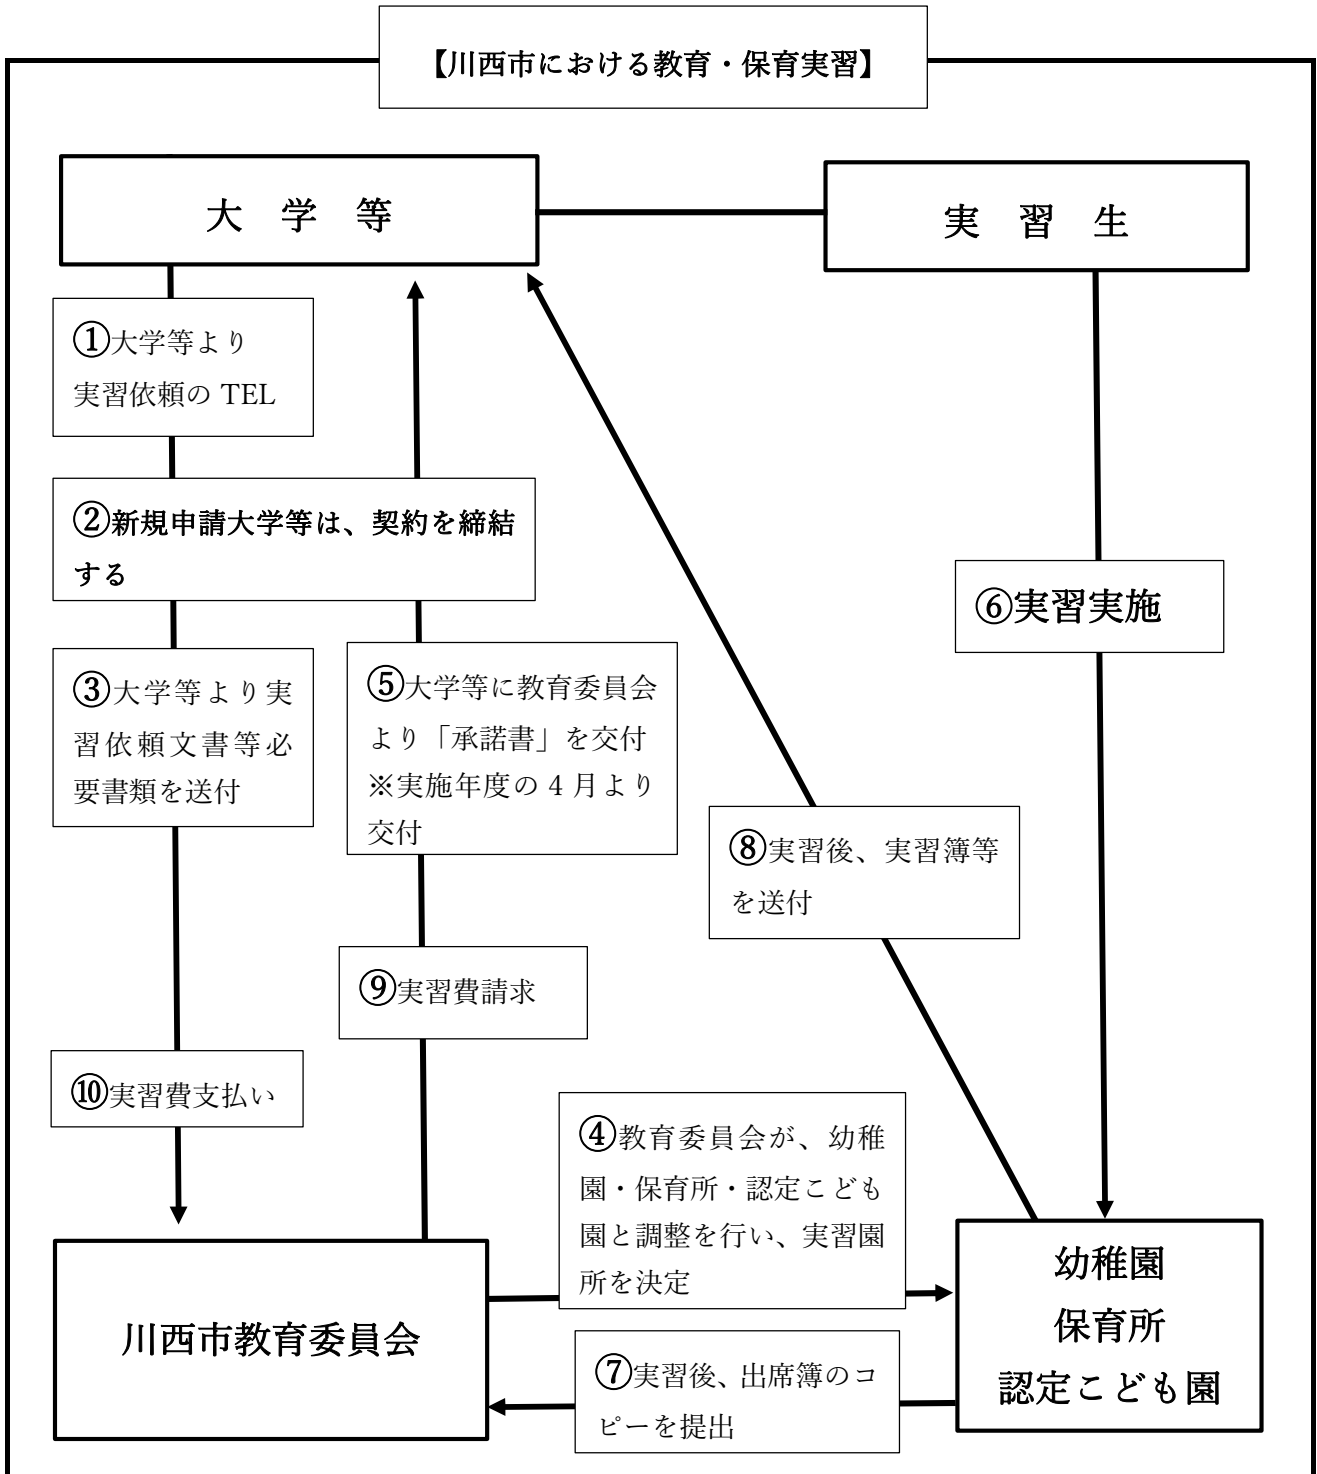 【川西市における教育・保育実習】
大　学　等
実　習　生
①大学等より
実習依頼の TEL
②新規申請大学等は、契約を締結
する
③大学等より実
習依頼文書等必
要書類を送付
⑤大学等に教育委員会
より「承諾書」を交付
※実施年度の 4 月より
交付
⑥実習実施
⑧実習後、実習簿等
を送付
⑨実習費請求
⑩実習費支払い
④教育委員会が、幼稚
園・保育所・認定こども
園と調整を行い、実習園
所を決定
川西市教育委員会
⑦実習後、出席簿のコ
ピーを提出
幼稚園
保育所
認定こども園